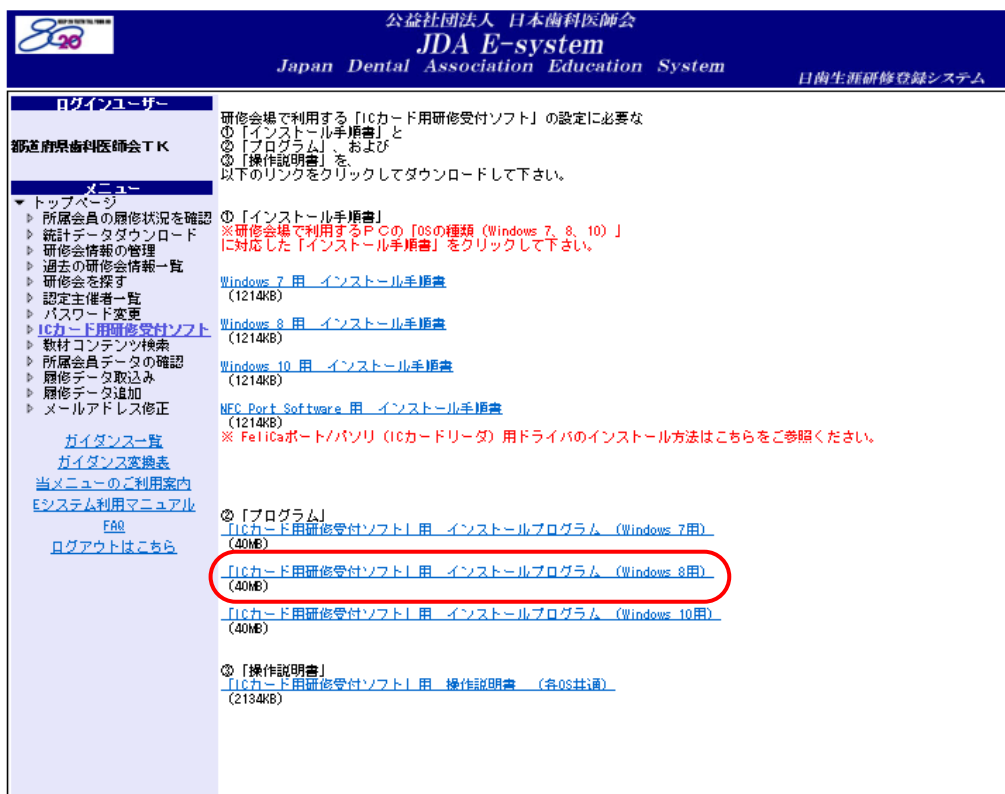 8020
公益社団法人 日本歯科医師会
JDA E-system
Japan Dental Association Education System
日歯生涯研修登録システム
ログインユーザー
都道府県歯科医師会TK
メニュー
▼ トップページ
▷ 所属会員の履修状況を確認
▷ 統計データダウンロード
▷ 研修会情報の管理
▷ 過去の研修会情報一覧
▷ 研修会を探す
▷ 認定主催者一覧
▷ パスワード変更
▷ ICカード用研修受付ソフト
▷ 教材コンテンツ検索
▷ 所属会員データの確認
▷ 履修データ取込み
▷ 履修データ追加
▷ メールアドレス修正
ガイダンス一覧
ガイダンス変換表
当メニューのご利用案内
Eシステム利用マニュアル
FAQ
ログアウトはこちら
研修会場で利用する「ICカード用研修受付ソフト」の設定に必要な
①「インストール手順書」と
②「プログラム」、および
③「操作説明書」を、
以下のリンクをクリックしてダウンロードして下さい。
①「インストール手順書」
※研修会場で利用するPCの「OSの種類（Windows 7、8、10）」
に対応した「インストール手順書」をクリックして下さい。
Windows 7 用　インストール手順書
(1214KB)
Windows 8 用　インストール手順書
(1214KB)
Windows 10 用　インストール手順書
(1214KB)
NFC Port Software 用　インストール手順書
(1214KB)
※ FeliCaポート/パソリ（ICカードリーダ）用ドライバのインストール方法はこちらをご参照ください。
②「プログラム」
「ICカード用研修受付ソフト」用　インストールプログラム　（Windows 7用）
(40MB)
「ICカード用研修受付ソフト」用　インストールプログラム　（Windows 8用）
(40MB)
「ICカード用研修受付ソフト」用　インストールプログラム　（Windows 10用）
(40MB)
③「操作説明書」
「ICカード用研修受付ソフト」用　操作説明書　（各OS共通）
(2134KB)